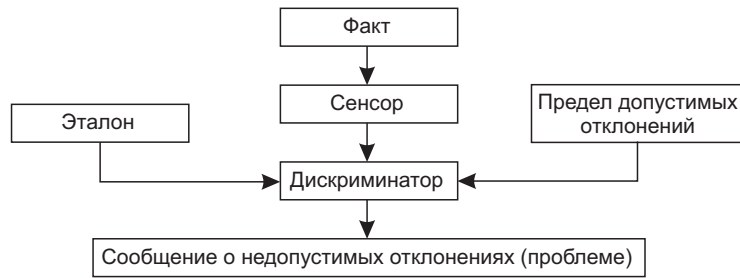 Факт
Сенсор
Эталон
Предел допустимых
отклонений
Дискриминатор
Сообщение о недопустимых отклонениях (проблеме)